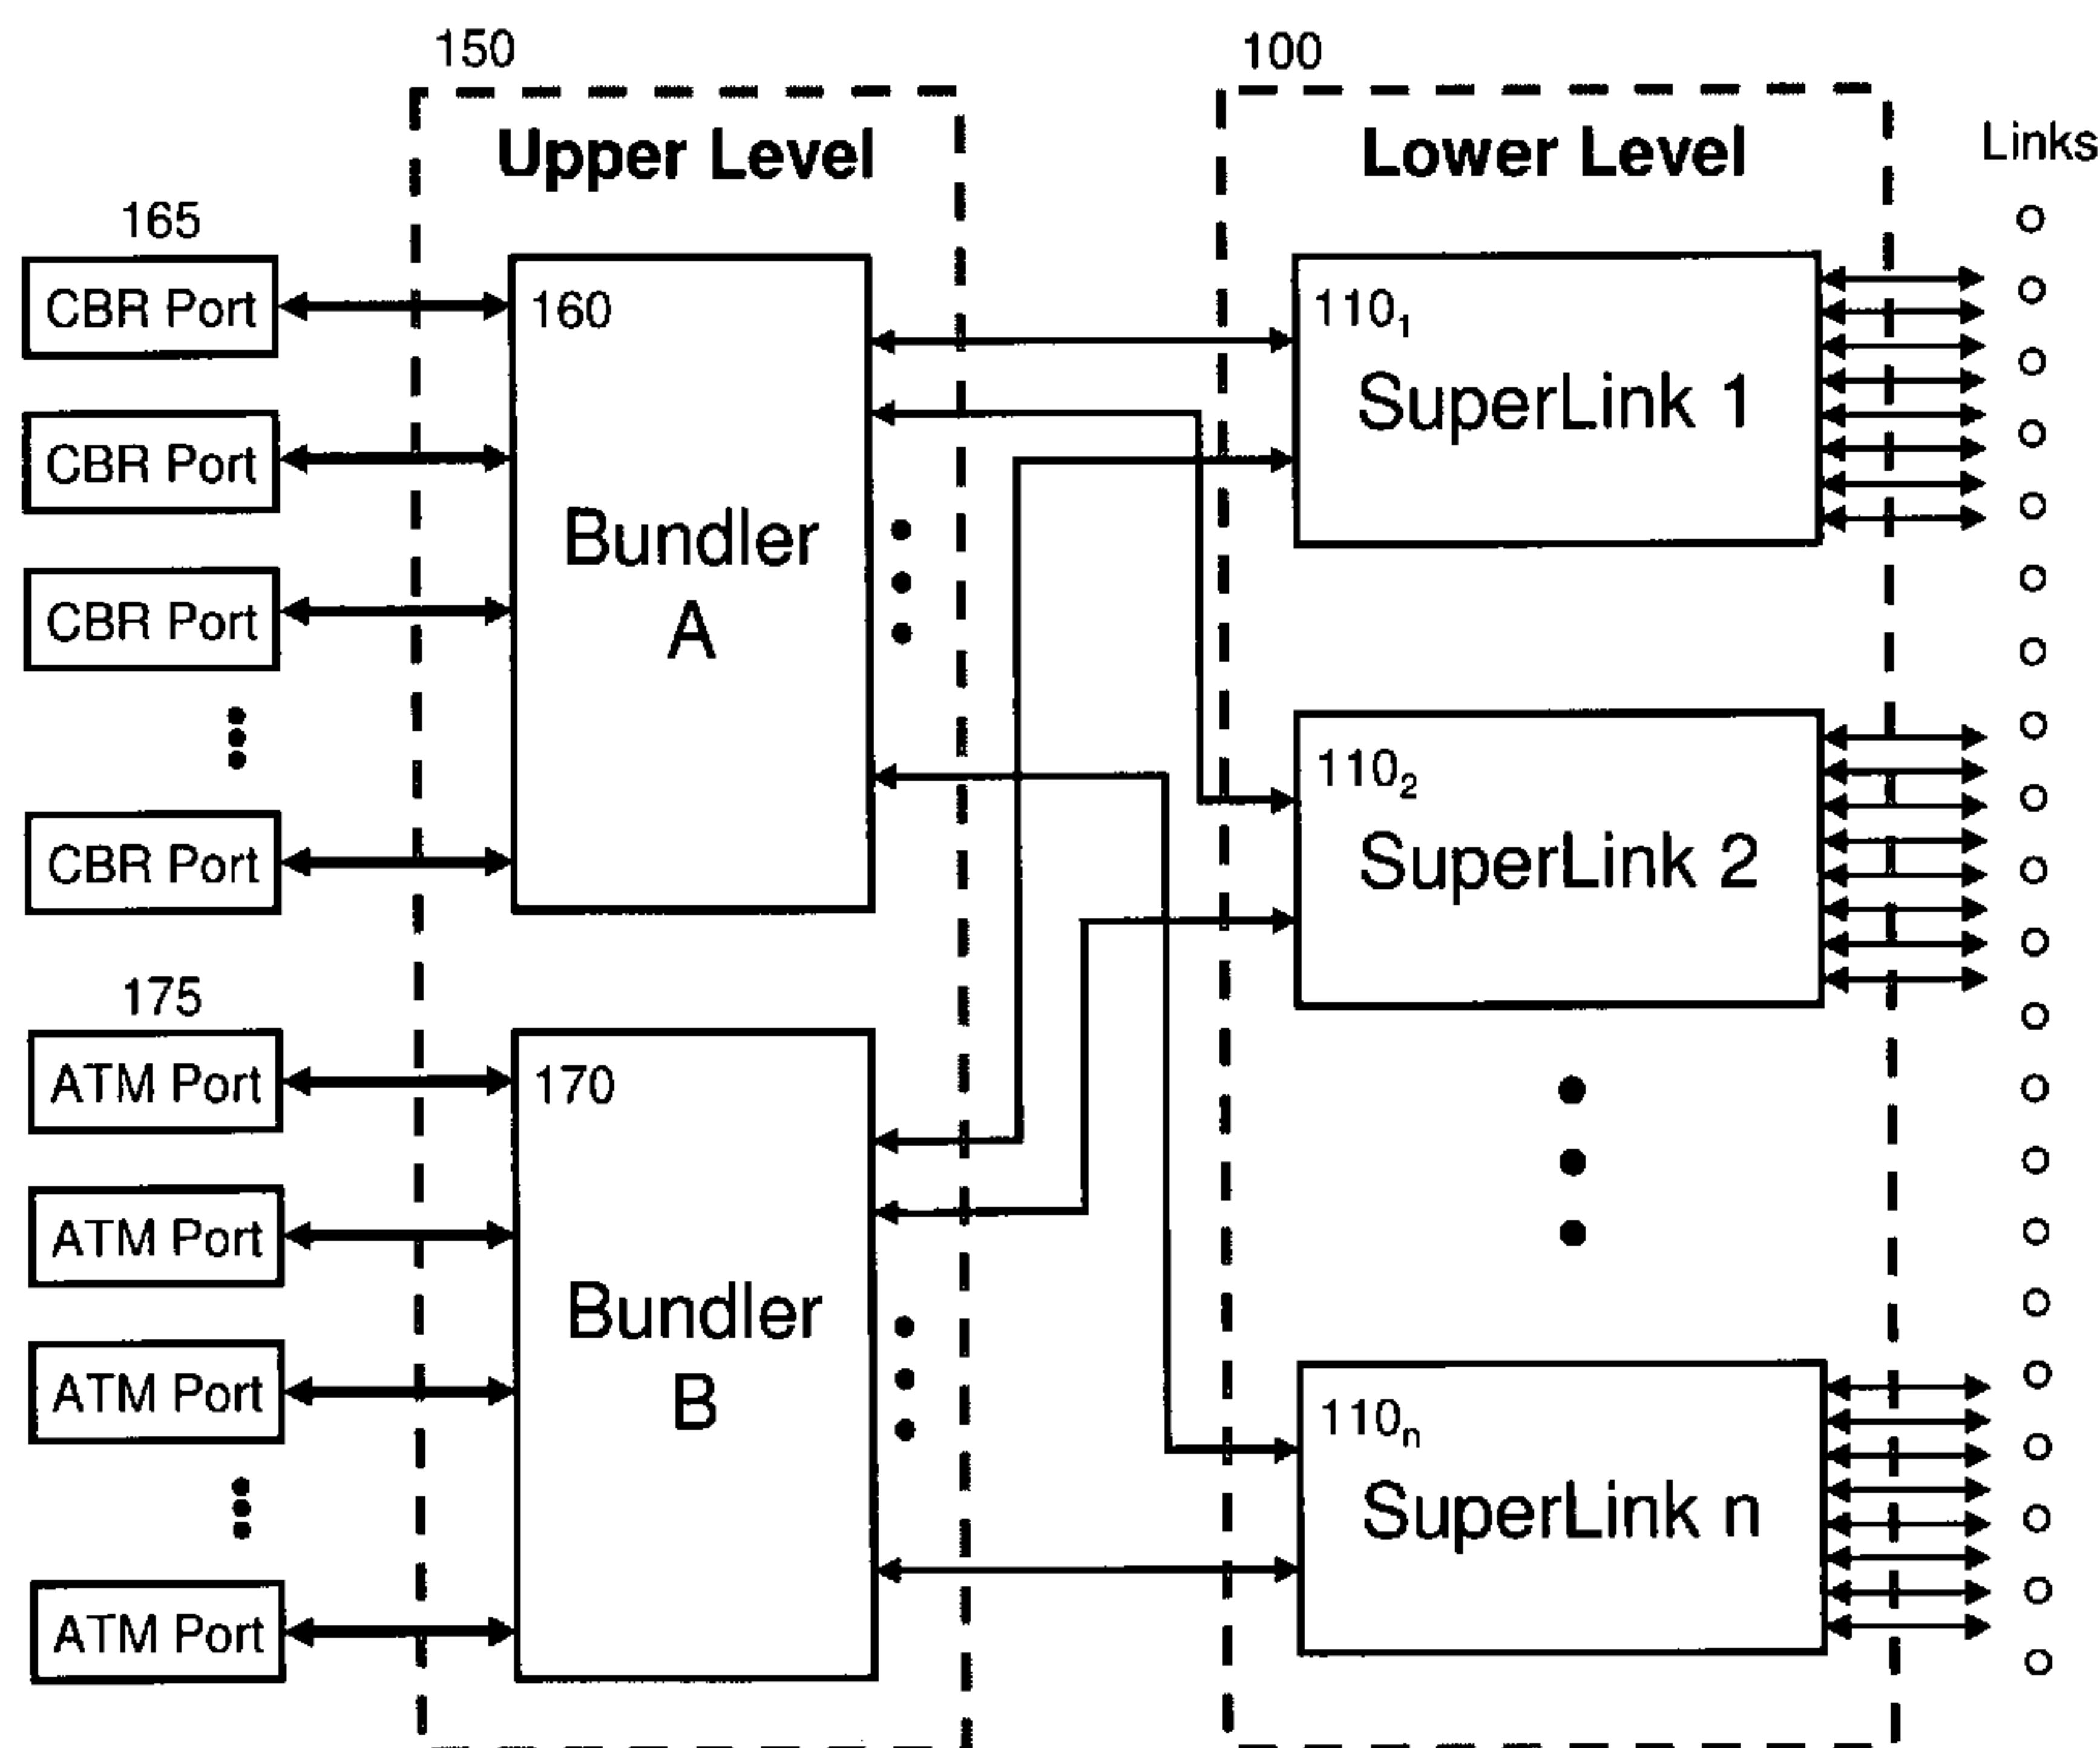 150
100
Upper Level
Lower Level
Links
165
CBR Port
160
110₁
SuperLink 1
CBR Port
Bundler
A
CBR Port
110₂
SuperLink 2
CBR Port
175
ATM Port
170
ATM Port
Bundler
B
ATM Port
110ₙ
SuperLink n
ATM Port